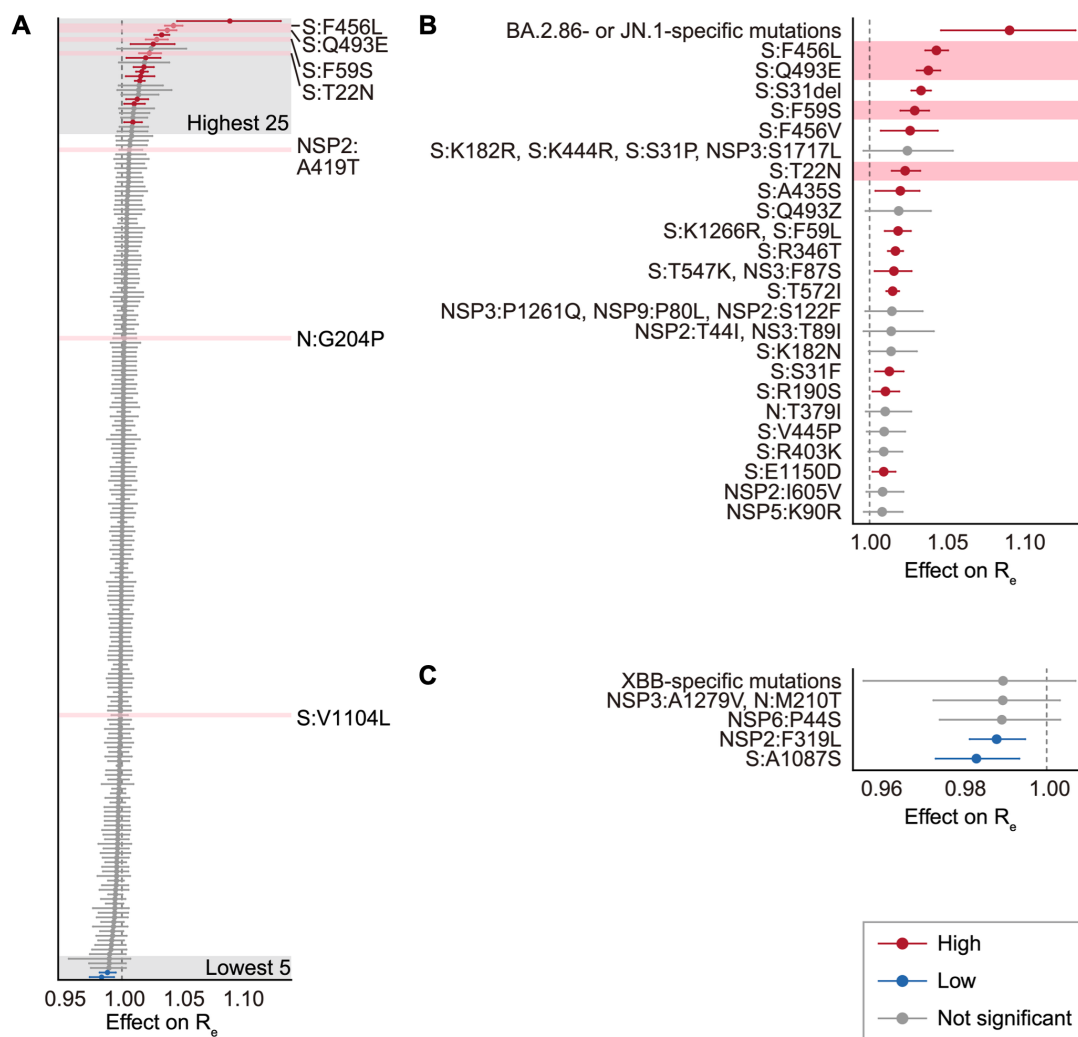 A
S:F456L
S:Q493E
S:F59S
S:T22N
Highest 25
NSP2:
A419T
N:G204P
S:V1104L
Lowest 5
0.95 1.00 1.05 1.10
Effect on Re
B
BA.2.86- or JN.1-specific mutations
S:F456L
S:Q493E
S:S31del
S:F59S
S:F456V
S:K182R, S:K444R, S:S31P, NSP3:S1717L
S:T22N
S:A435S
S:Q493Z
S:K1266R, S:F59L
S:R346T
S:T547K, NS3:F87S
S:T572I
NSP3:P1261Q, NSP9:P80L, NSP2:S122F
NSP2:T44I, NS3:T89I
S:K182N
S:S31F
S:R190S
N:T379I
S:V445P
S:R403K
S:E1150D
NSP2:I605V
NSP5:K90R
1.00 1.05 1.10
Effect on Re
C
XBB-specific mutations
NSP3:A1279V, N:M210T
NSP6:P44S
NSP2:F319L
S:A1087S
0.96 0.98 1.00
Effect on Re
High
Low
Not significant